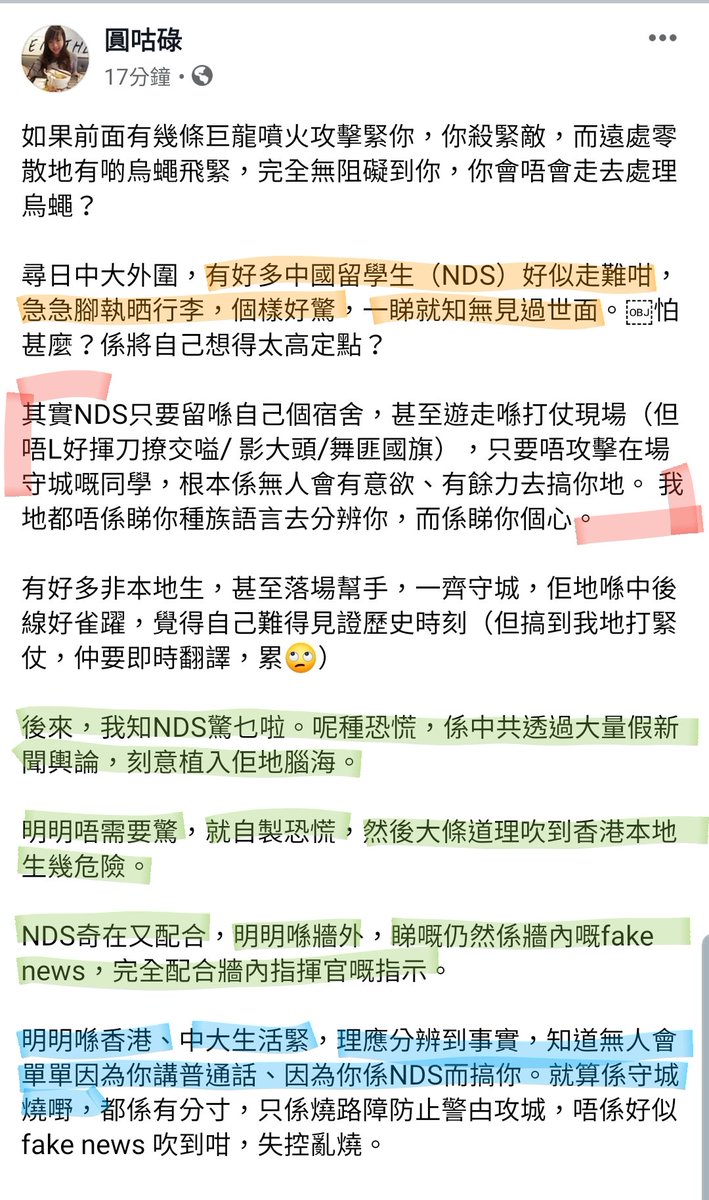 圓咕碌
17分鐘
如果前面有幾條巨龍噴火攻擊緊你，你殺緊敵，而遠處零
散地有啲烏蠅飛緊，完全無阻礙到你，你會唔會走去處理
烏蠅？
尋日中大外圍，有好多中國留學生（NDS）好似走難咁，
急急腳執晒行李，個樣好驚，一睇就知無見過世面。OBJ怕
甚麼？係將自己想得太高定點？
其實NDS只要留喺自己個宿舍，甚至遊走喺打仗現場（但
唔L好揮刀撩交嗌/ 影大頭/舞匪國旗），只要唔攻擊在場
守城嘅同學，根本係無人會有意欲、有餘力去搞你地。 我
地都唔係睇你種族語言去分辨你，而係睇你個心。
有好多非本地生，甚至落場幫手，一齊守城，佢地喺中後
線好雀躍，覺得自己難得見證歷史時刻（但搞到我地打緊
仗，仲要即時翻譯，累🙄）
後來，我知NDS驚乜啦。呢種恐慌，係中共透過大量假新
聞輿論，刻意植入佢地腦海。
明明唔需要驚，就自製恐慌，然後大條道理吹到香港本地
生幾危險。
NDS奇在又配合，明明喺牆外，睇嘅仍然係牆內嘅fake
news，完全配合牆內指揮官嘅指示。
明明喺香港、中大生活緊，理應分辨到事實，知道無人會
單單因為你講普通話、因為你係NDS而搞你。就算係守城
燒嘢，都係有分寸，只係燒路障防止警甴攻城，唔係好似
fake news 吹到咁，失控亂燒。